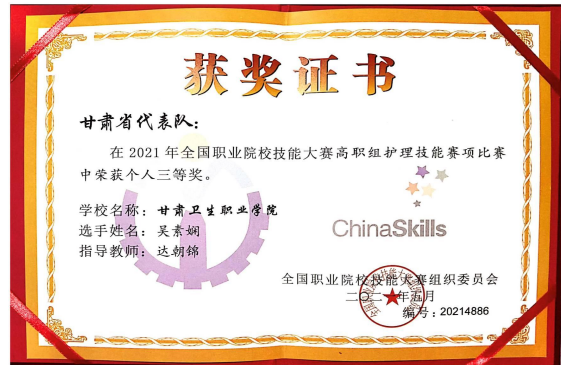 获奖证书
甘肃省代表队：
在 2021 年全国职业院校技能大赛高职组护理技能赛项比赛
中荣获个人三等奖。
学校名称：甘肃卫生职业学院
选手姓名：吴素娴
指导教师：达朝锦
ChinaSkills
全国职业院校技能大赛组织委员会
二〇 年五月
编号：20214886